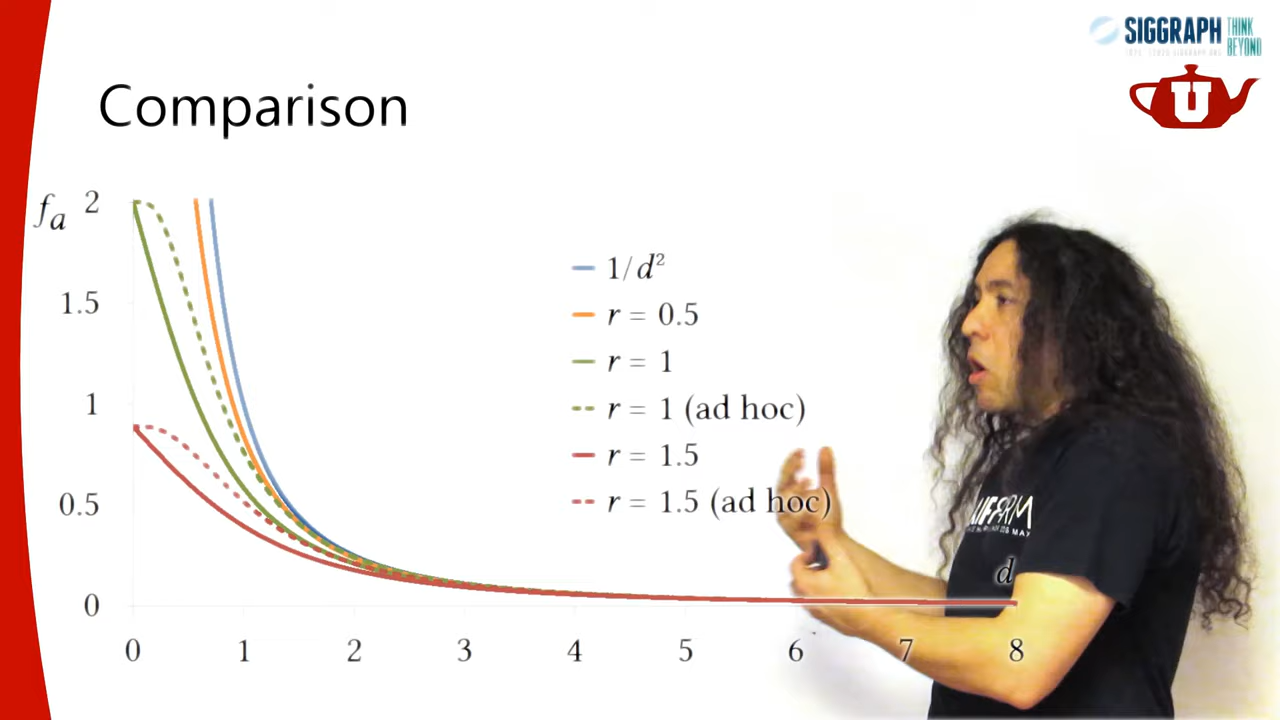 SIGGRAPH THINK
BEYOND
U
Comparison
fₐ 2
1.5
1
0.5
0
1/d²
r = 0.5
r = 1
r = 1 (ad hoc)
r = 1.5
r = 1.5 (ad hoc)
d
0 1 2 3 4 5 6 7 8